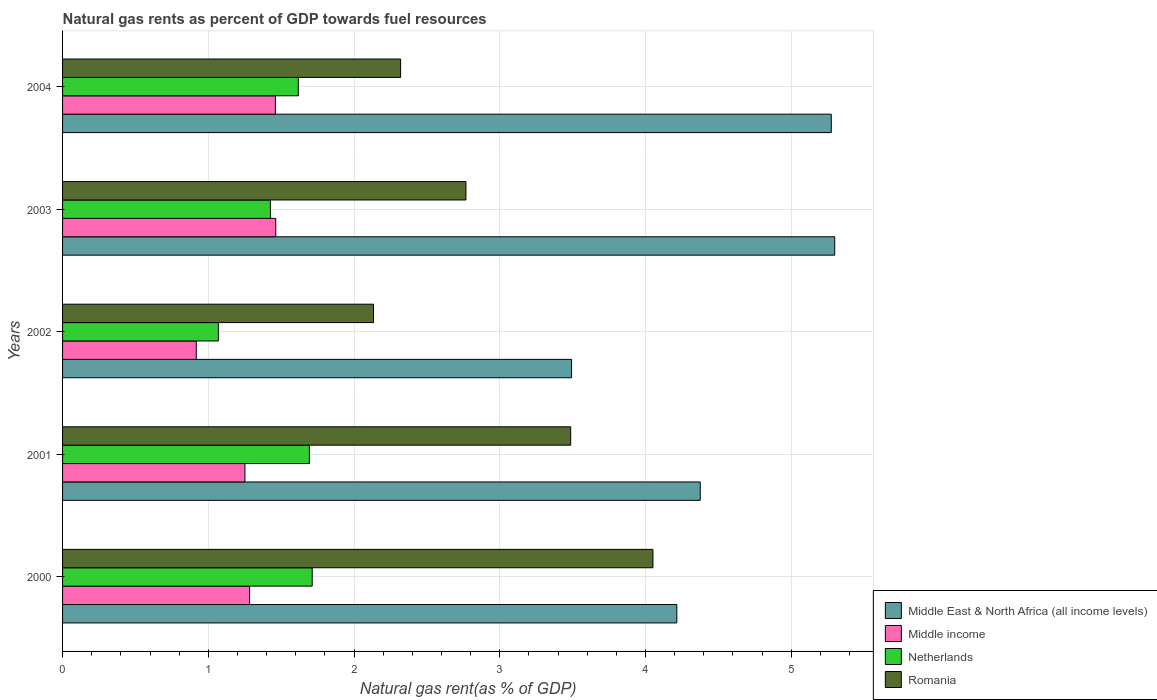 Natural gas rents as percent of GDP towards fuel resources
2004
2003
2002
2001
2000
Years
0
1
2
3
4
5
Natural gas rent(as % of GDP)
Middle East & North Africa (all income levels)
Middle income
Netherlands
Romania